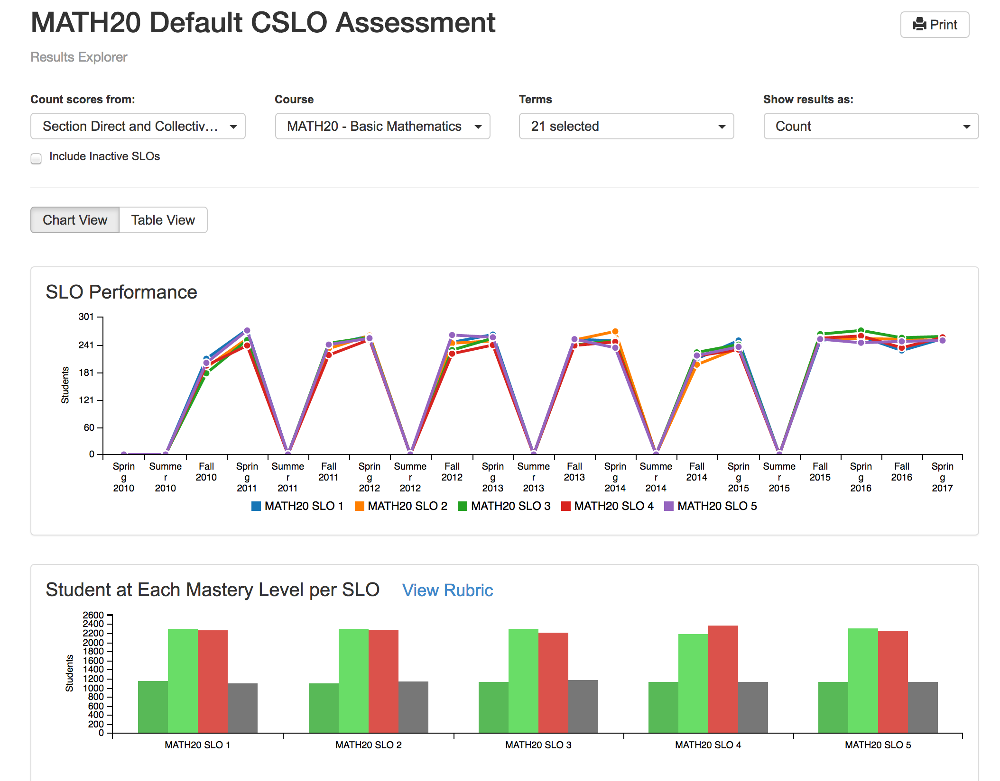 MATH20 Default CSLO Assessment
Print
Results Explorer
Count scores from:
Course
Terms
Show results as:
Section Direct and Collectiv...
MATH20 - Basic Mathematics
21 selected
Count
Include Inactive SLOs
Chart View
Table View
SLO Performance
301
241
181
121
60
0
Students
Sprin
g
2010
Summe
r
2010
Fall
2010
Sprin
g
2011
Summe
r
2011
Fall
2011
Sprin
g
2012
Summe
r
2012
Fall
2012
Sprin
g
2013
Summe
r
2013
Fall
2013
Sprin
g
2014
Summe
r
2014
Fall
2014
Sprin
g
2015
Summe
r
2015
Fall
2015
Sprin
g
2016
Fall
2016
Sprin
g
2017
MATH20 SLO 1
MATH20 SLO 2
MATH20 SLO 3
MATH20 SLO 4
MATH20 SLO 5
Student at Each Mastery Level per SLO
View Rubric
2600
2400
2200
2000
1800
1600
1400
1200
1000
800
600
400
200
0
Students
MATH20 SLO 1
MATH20 SLO 2
MATH20 SLO 3
MATH20 SLO 4
MATH20 SLO 5